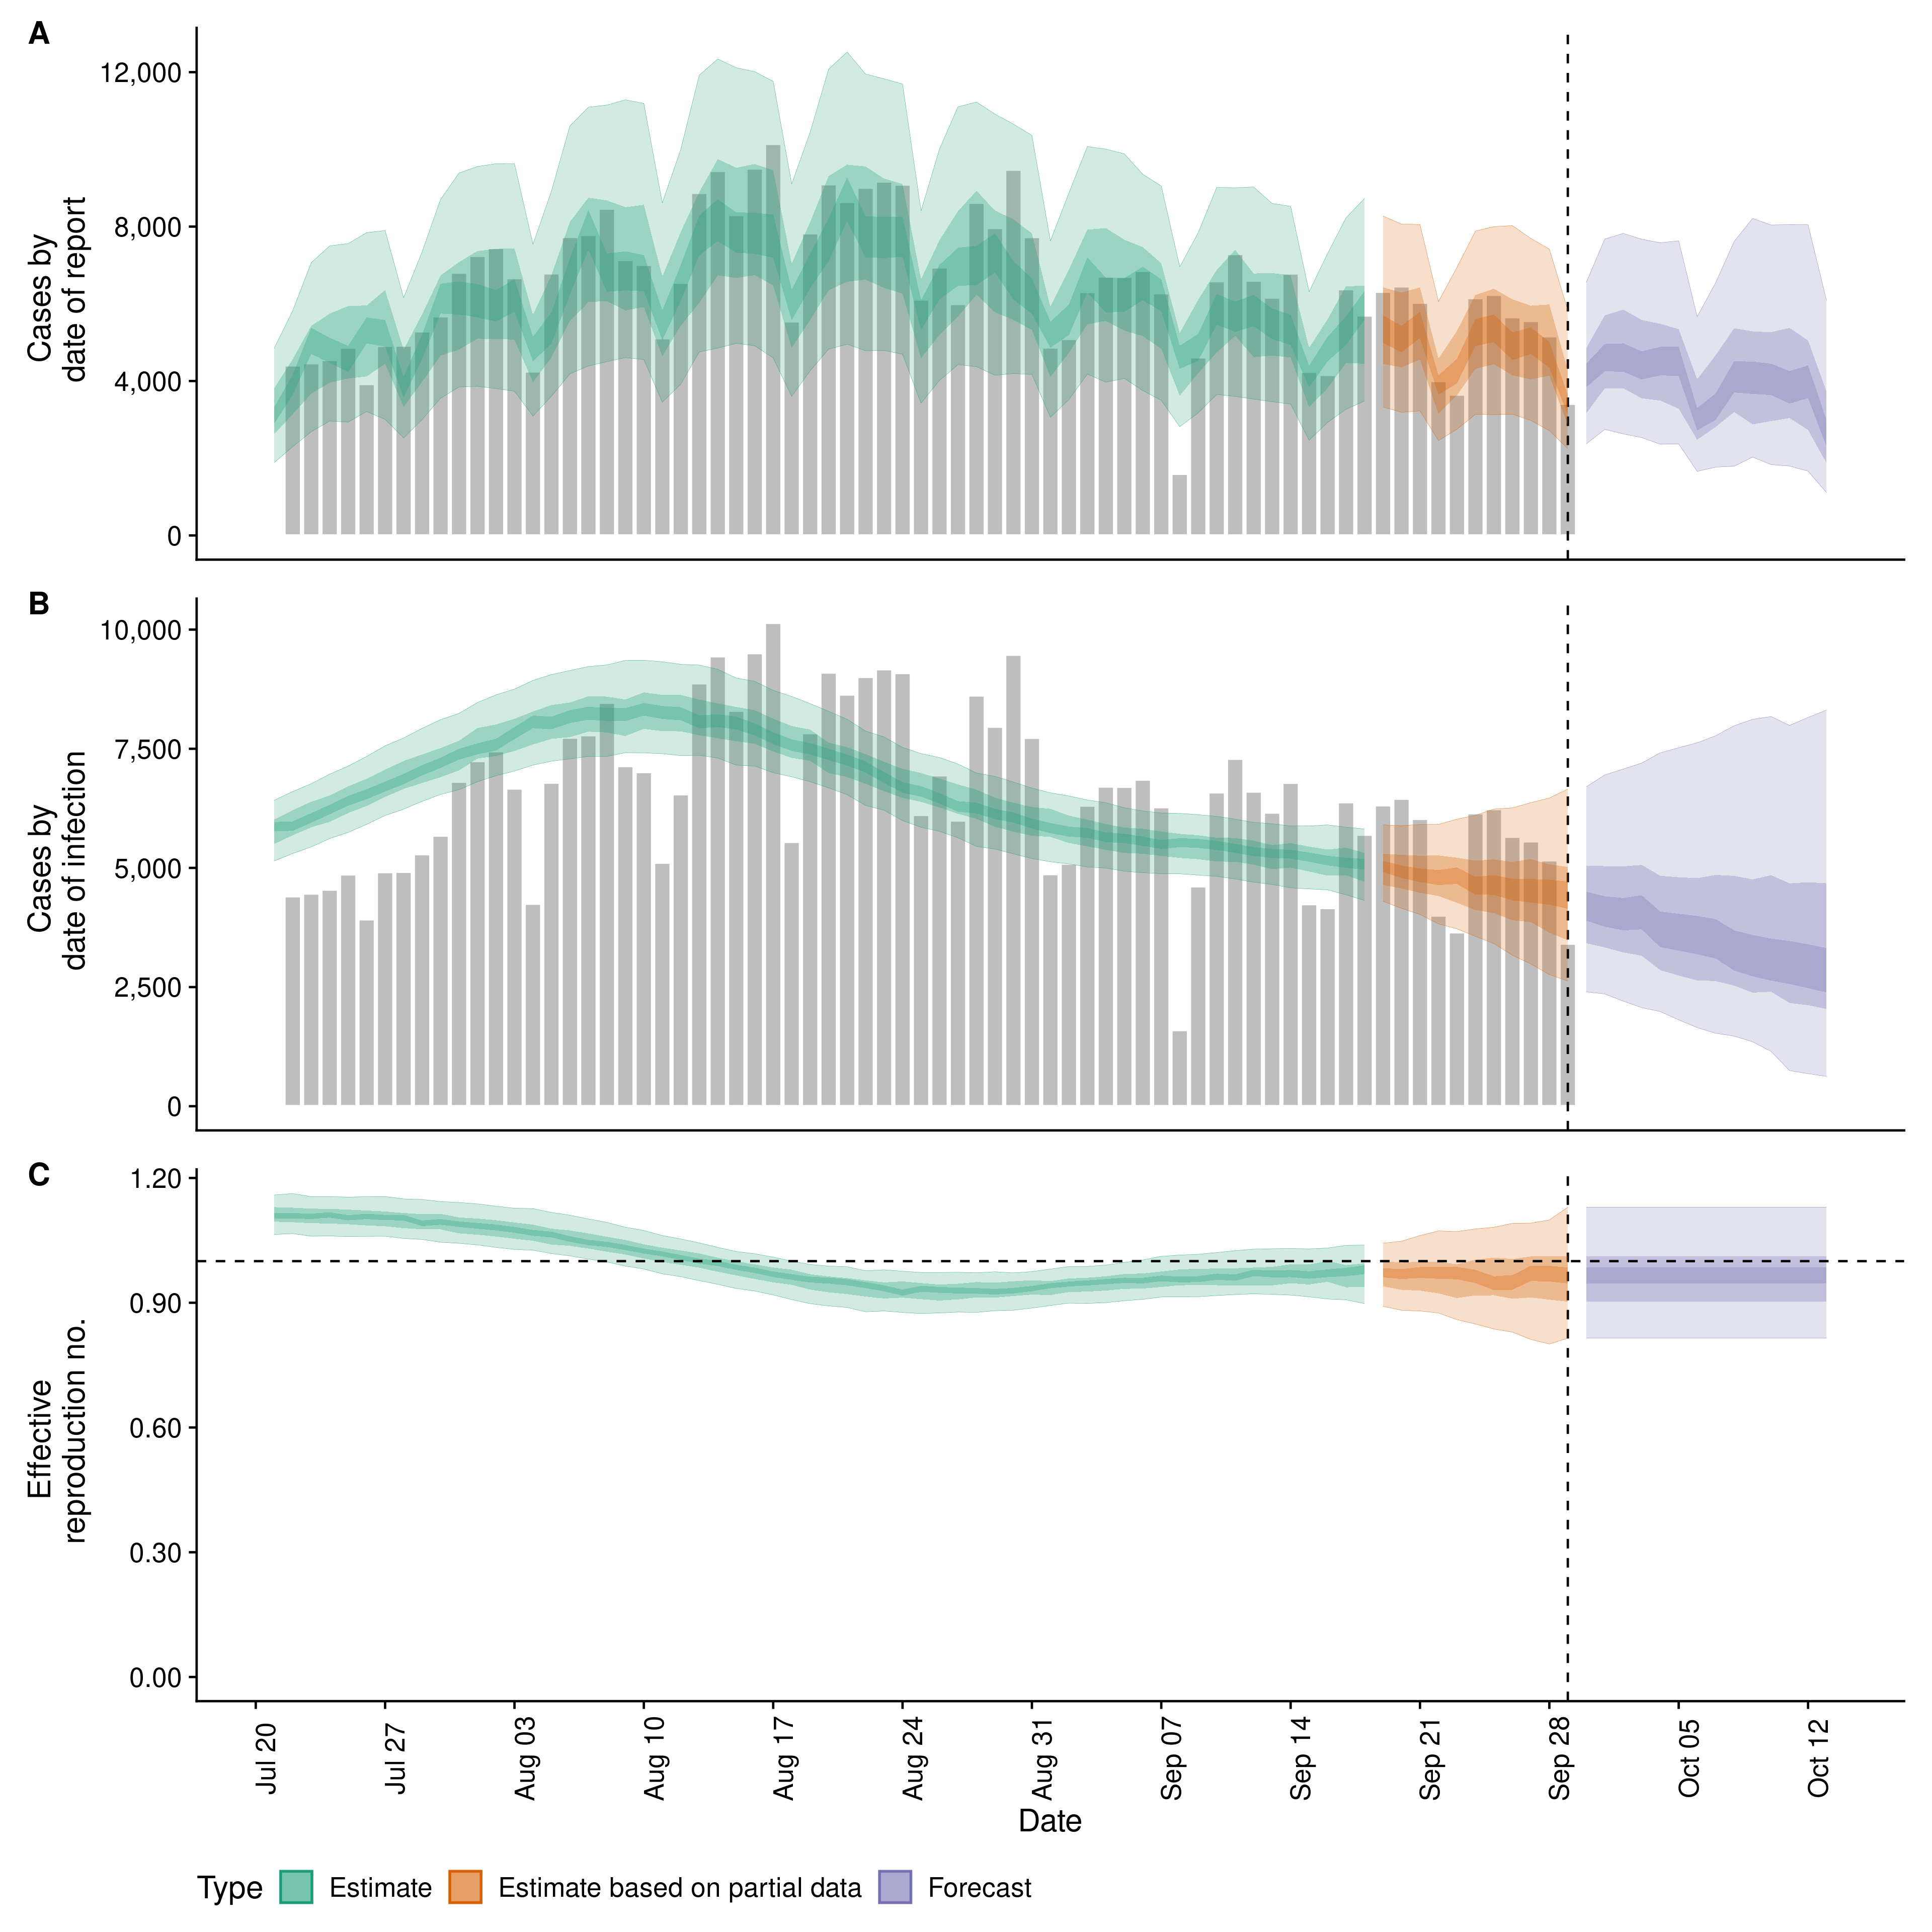 A
Cases by
date of report
12,000
8,000
4,000
0
B
Cases by
date of infection
10,000
7,500
5,000
2,500
0
C
Effective
reproduction no.
1.20
0.90
0.60
0.30
0.00
Jul 20
Jul 27
Aug 03
Aug 10
Aug 17
Aug 24
Aug 31
Sep 07
Sep 14
Sep 21
Sep 28
Oct 05
Oct 12
Date
Type Estimate Estimate based on partial data Forecast